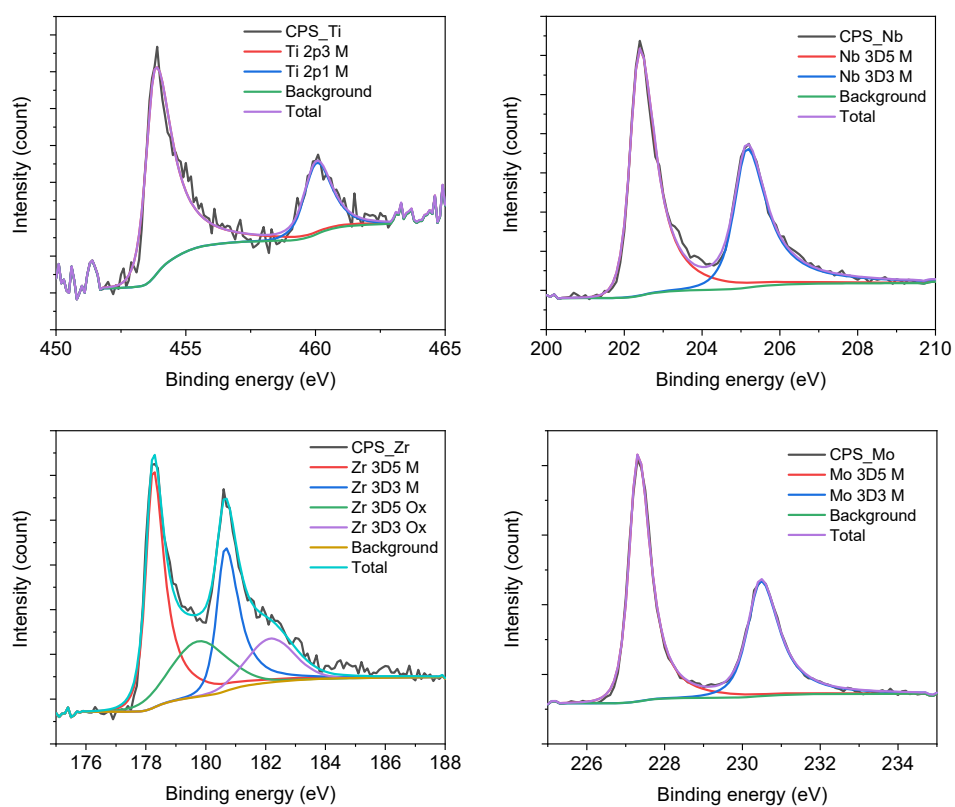 Intensity (count)
CPS_Ti
Ti 2p3 M
Ti 2p1 M
Background
Total
450 455 460 465
Binding energy (eV)
Intensity (count)
CPS_Nb
Nb 3D5 M
Nb 3D3 M
Background
Total
200 202 204 206 208 210
Binding energy (eV)
Intensity (count)
CPS_Zr
Zr 3D5 M
Zr 3D3 M
Zr 3D5 Ox
Zr 3D3 Ox
Background
Total
176 178 180 182 184 186 188
Binding energy (eV)
Intensity (count)
CPS_Mo
Mo 3D5 M
Mo 3D3 M
Background
Total
226 228 230 232 234
Binding energy (eV)